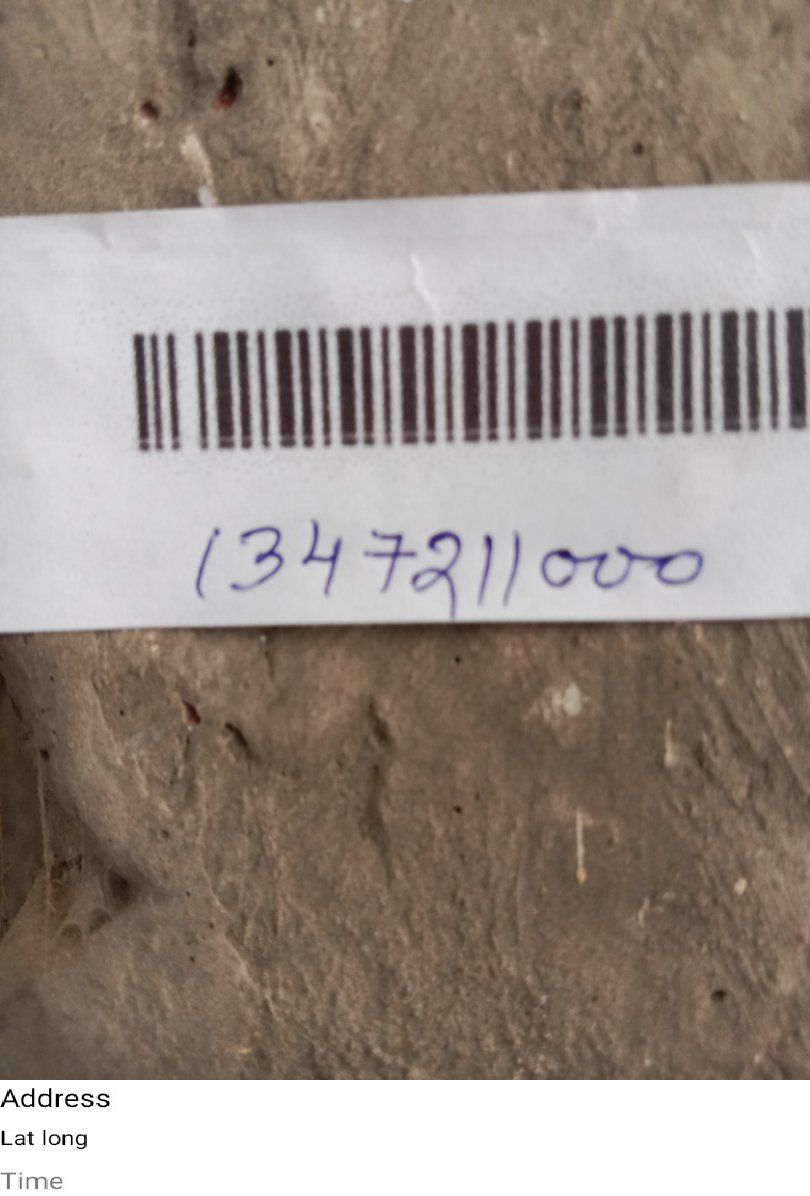 1347211000
Address
Lat long
Time